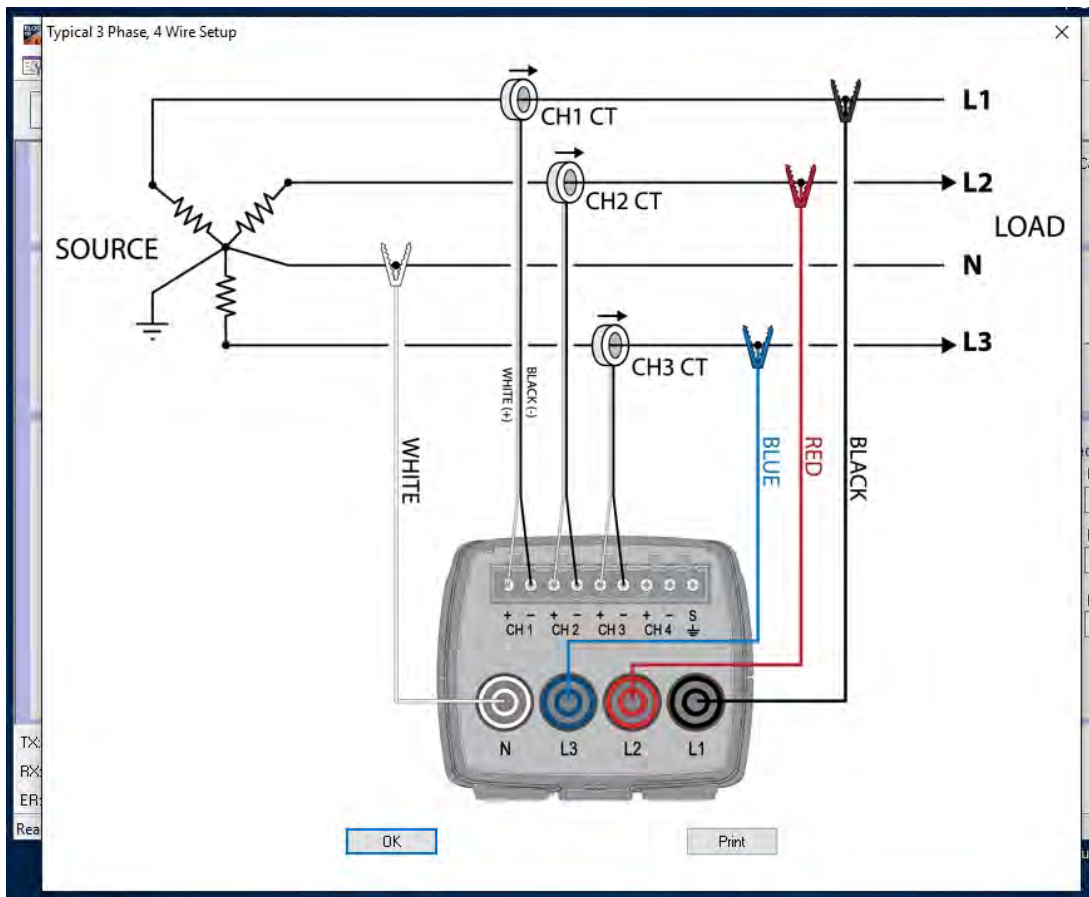 Typical 3 Phase, 4 Wire Setup
L1
CH1 CT
L2
CH2 CT
LOAD
SOURCE
N
L3
CH3 CT
WHITE (+)
BLACK (-)
WHITE
BLUE
RED
BLACK
+ - + - + - + - S
CH 1 CH 2 CH 3 CH 4
N L3 L2 L1
TX:
RX:
ER:
Rea
OK Print